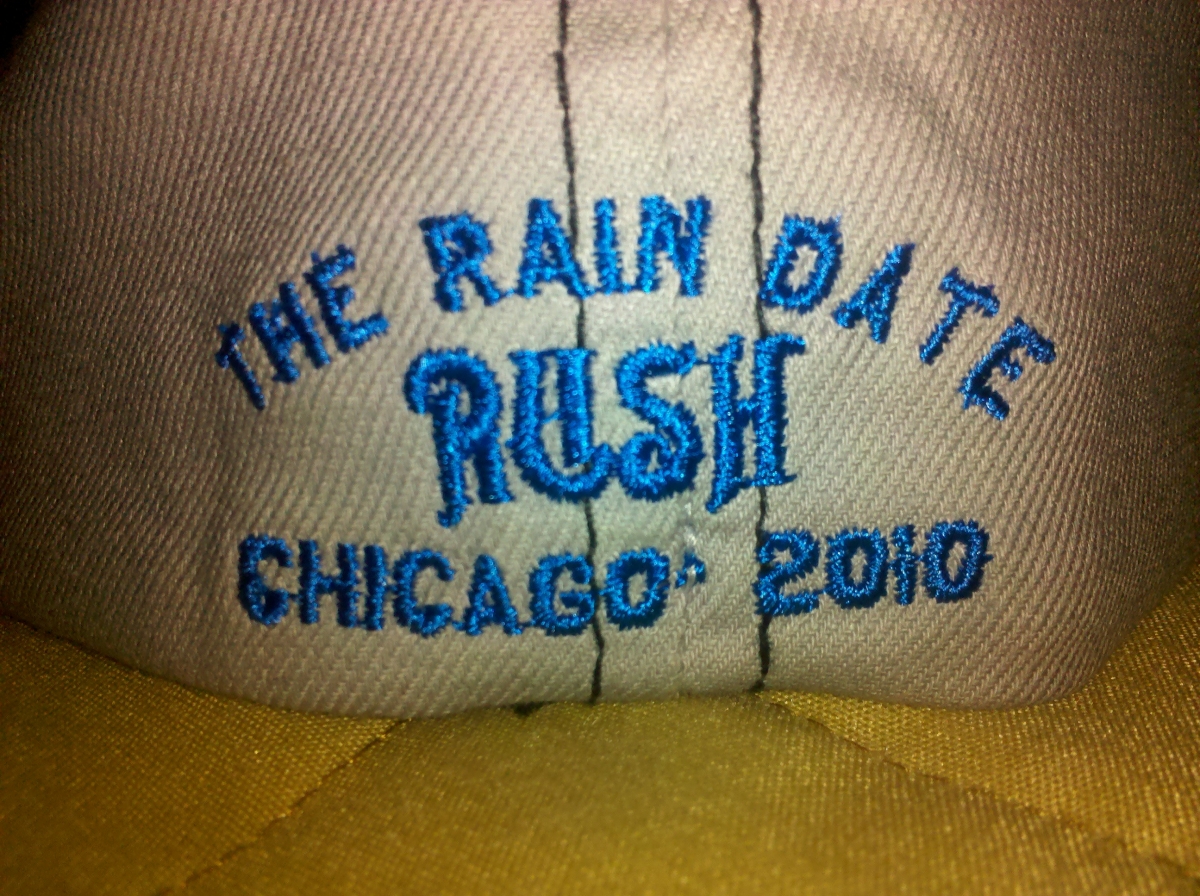 THE RAIN DATE
RUSH
CHICAGO 2010